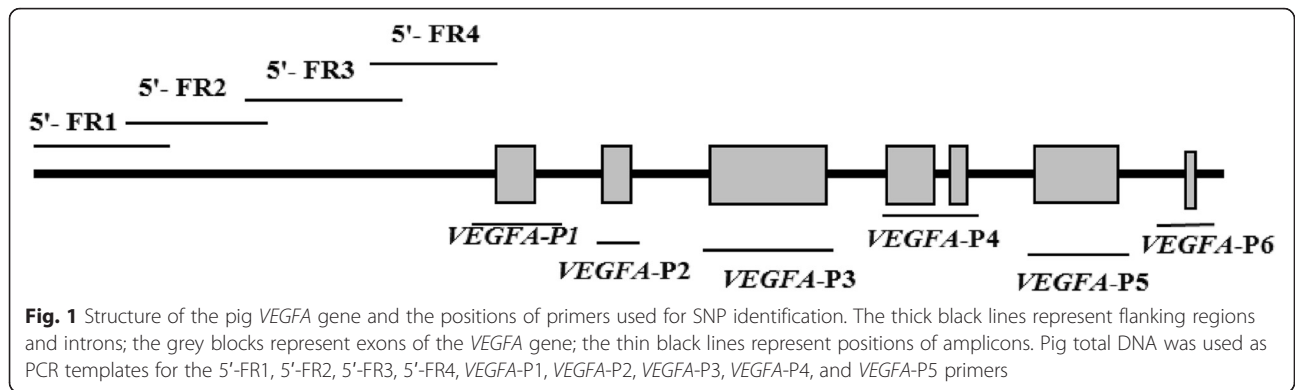 5'- FR4
5'- FR3
5'- FR2
5'- FR1
VEGFA-P1
VEGFA-P2
VEGFA-P3
VEGFA-P4
VEGFA-P5
VEGFA-P6
Fig. 1 Structure of the pig VEGFA gene and the positions of primers used for SNP identification. The thick black lines represent flanking regions
and introns; the grey blocks represent exons of the VEGFA gene; the thin black lines represent positions of amplicons. Pig total DNA was used as
PCR templates for the 5′-FR1, 5′-FR2, 5′-FR3, 5′-FR4, VEGFA-P1, VEGFA-P2, VEGFA-P3, VEGFA-P4, and VEGFA-P5 primers